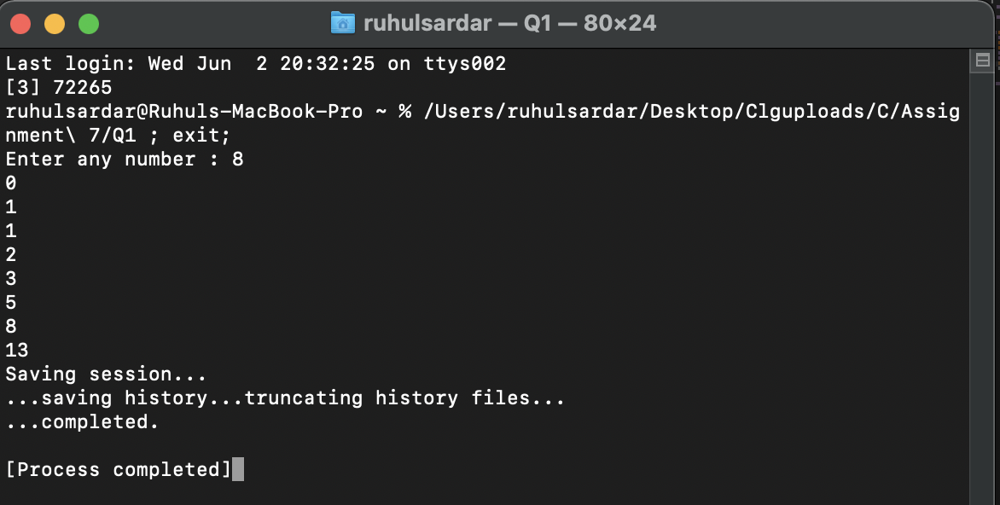 ruhulsardar — Q1 — 80×24
Last login: Wed Jun  2 20:32:25 on ttys002
[3] 72265
ruhulsardar@Ruhuls-MacBook-Pro ~ % /Users/ruhulsardar/Desktop/Clguploads/C/Assig
nment\ 7/Q1 ; exit;
Enter any number : 8
0
1
1
2
3
5
8
13
Saving session...
...saving history...truncating history files...
...completed.
[Process completed]